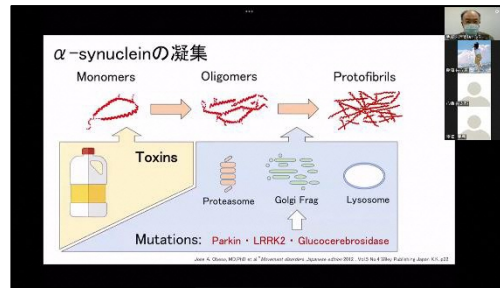 α-synucleinの凝集
Monomers
Oligomers
Protofibrils
Toxins
Proteasome
Golgi Frag
Lysosome
Mutations: Parkin・LRRK2・Glucocerebrosidase